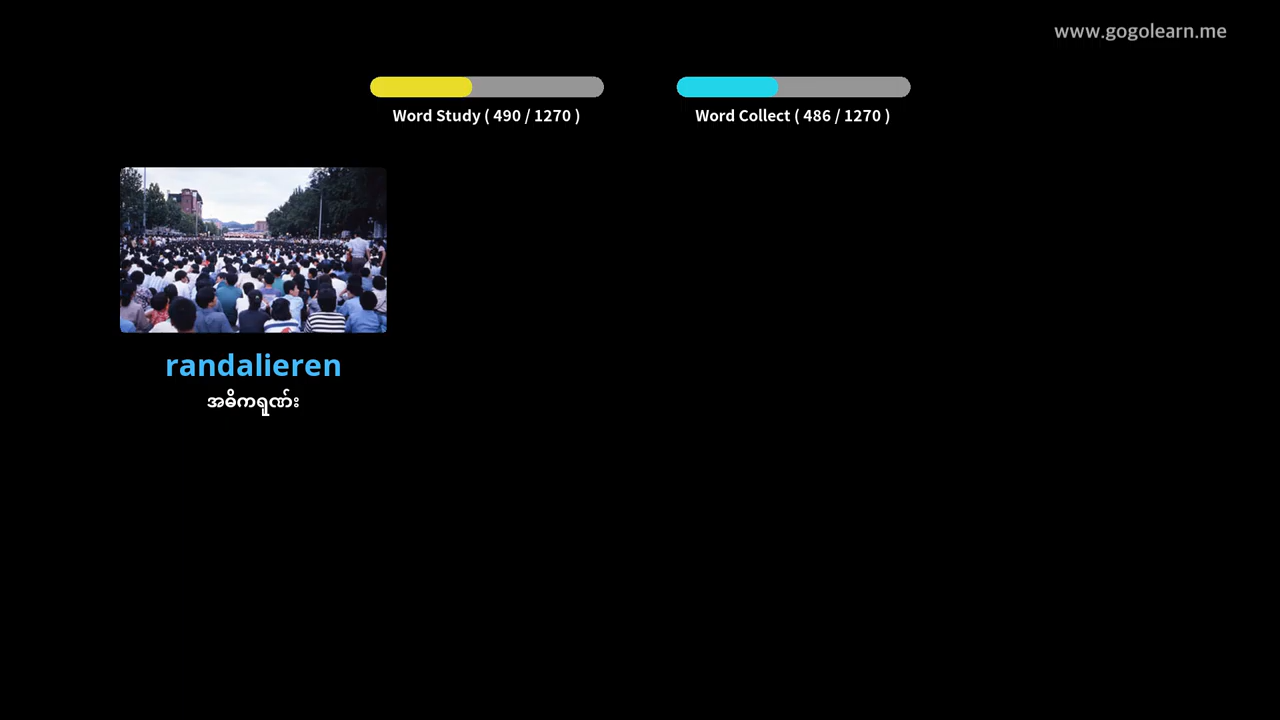 www.gogolearn.me
Word Study ( 490 / 1270 )
Word Collect ( 486 / 1270 )
randalieren
အဓိကရုဏ်း